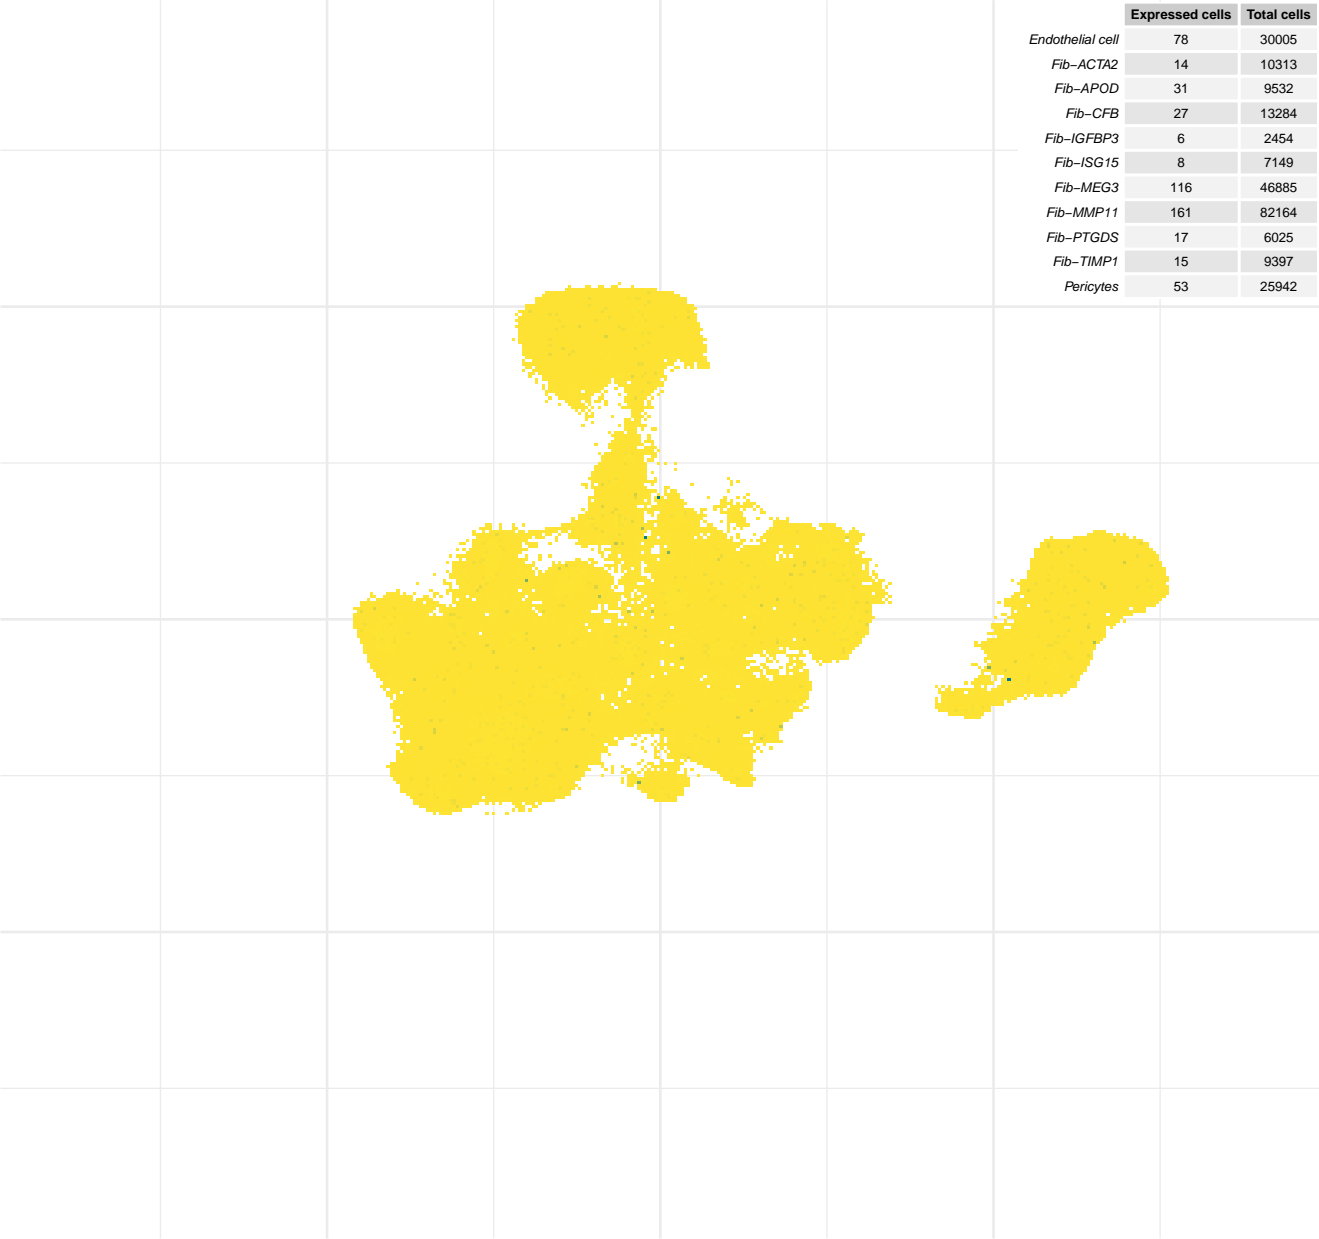 Expressed cells Total cells
Endothelial cell 78 30005
Fib−ACTA2 14 10313
Fib−APOD 31 9532
Fib−CFB 27 13284
Fib−IGFBP3 6 2454
Fib−ISG15 8 7149
Fib−MEG3 116 46885
Fib−MMP11 161 82164
Fib−PTGDS 17 6025
Fib−TIMP1 15 9397
Pericytes 53 25942